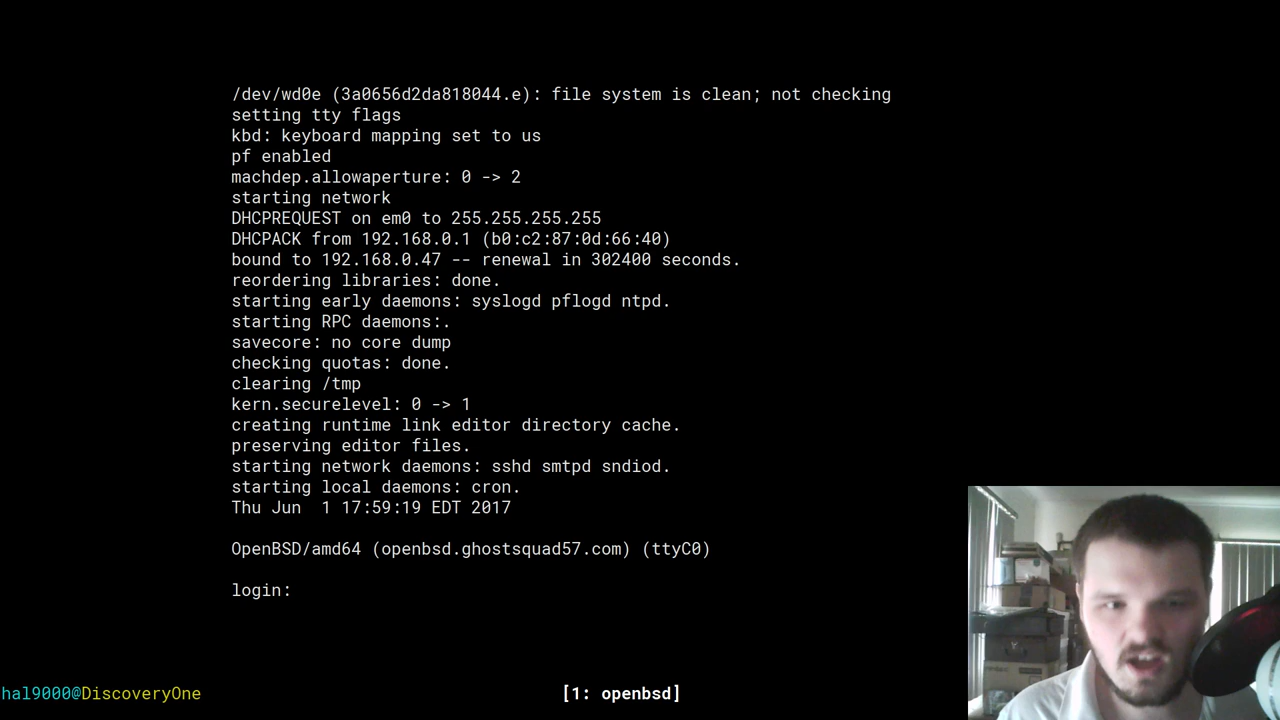 /dev/wd0e (3a0656d2da818044.e): file system is clean; not checking
setting tty flags
kbd: keyboard mapping set to us
pf enabled
machdep.allowaperture: 0 -> 2
starting network
DHCPREQUEST on em0 to 255.255.255.255
DHCPACK from 192.168.0.1 (b0:c2:87:0d:66:40)
bound to 192.168.0.47 -- renewal in 302400 seconds.
reordering libraries: done.
starting early daemons: syslogd pflogd ntpd.
starting RPC daemons:.
savecore: no core dump
checking quotas: done.
clearing /tmp
kern.securelevel: 0 -> 1
creating runtime link editor directory cache.
preserving editor files.
starting network daemons: sshd smtpd sndiod.
starting local daemons: cron.
Thu Jun  1 17:59:19 EDT 2017
OpenBSD/amd64 (openbsd.ghostsquad57.com) (ttyC0)
login:
hal9000@DiscoveryOne [1: openbsd]